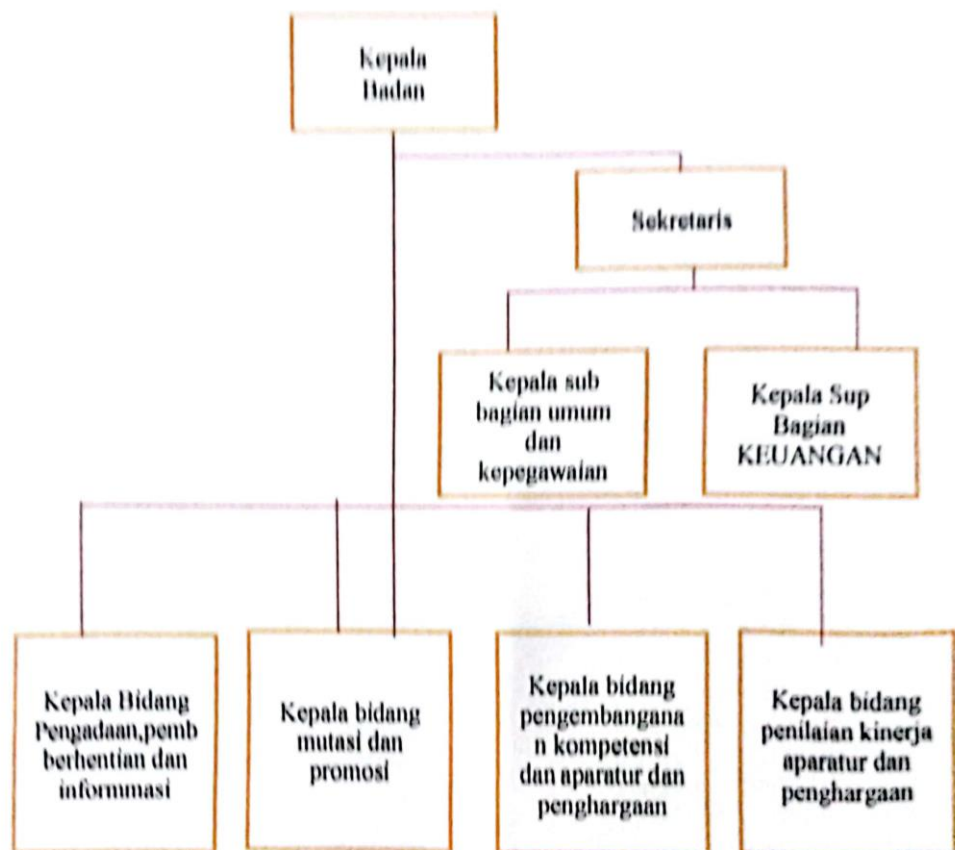 Kepala
Badan
Sekretaris
Kepala sub
bagian umum
dan
kepegawaian
Kepala Sup
Bagian
KEUANGAN
Kepala Bidang
Pengadaan,pemb
berhentian dan
informmasi
Kepala bidang
mutasi dan
promosi
Kepala bidang
pengembangana
n kompetensi
dan aparatur dan
penghargaan
Kepala bidang
penilaian kinerja
aparatur dan
penghargaan